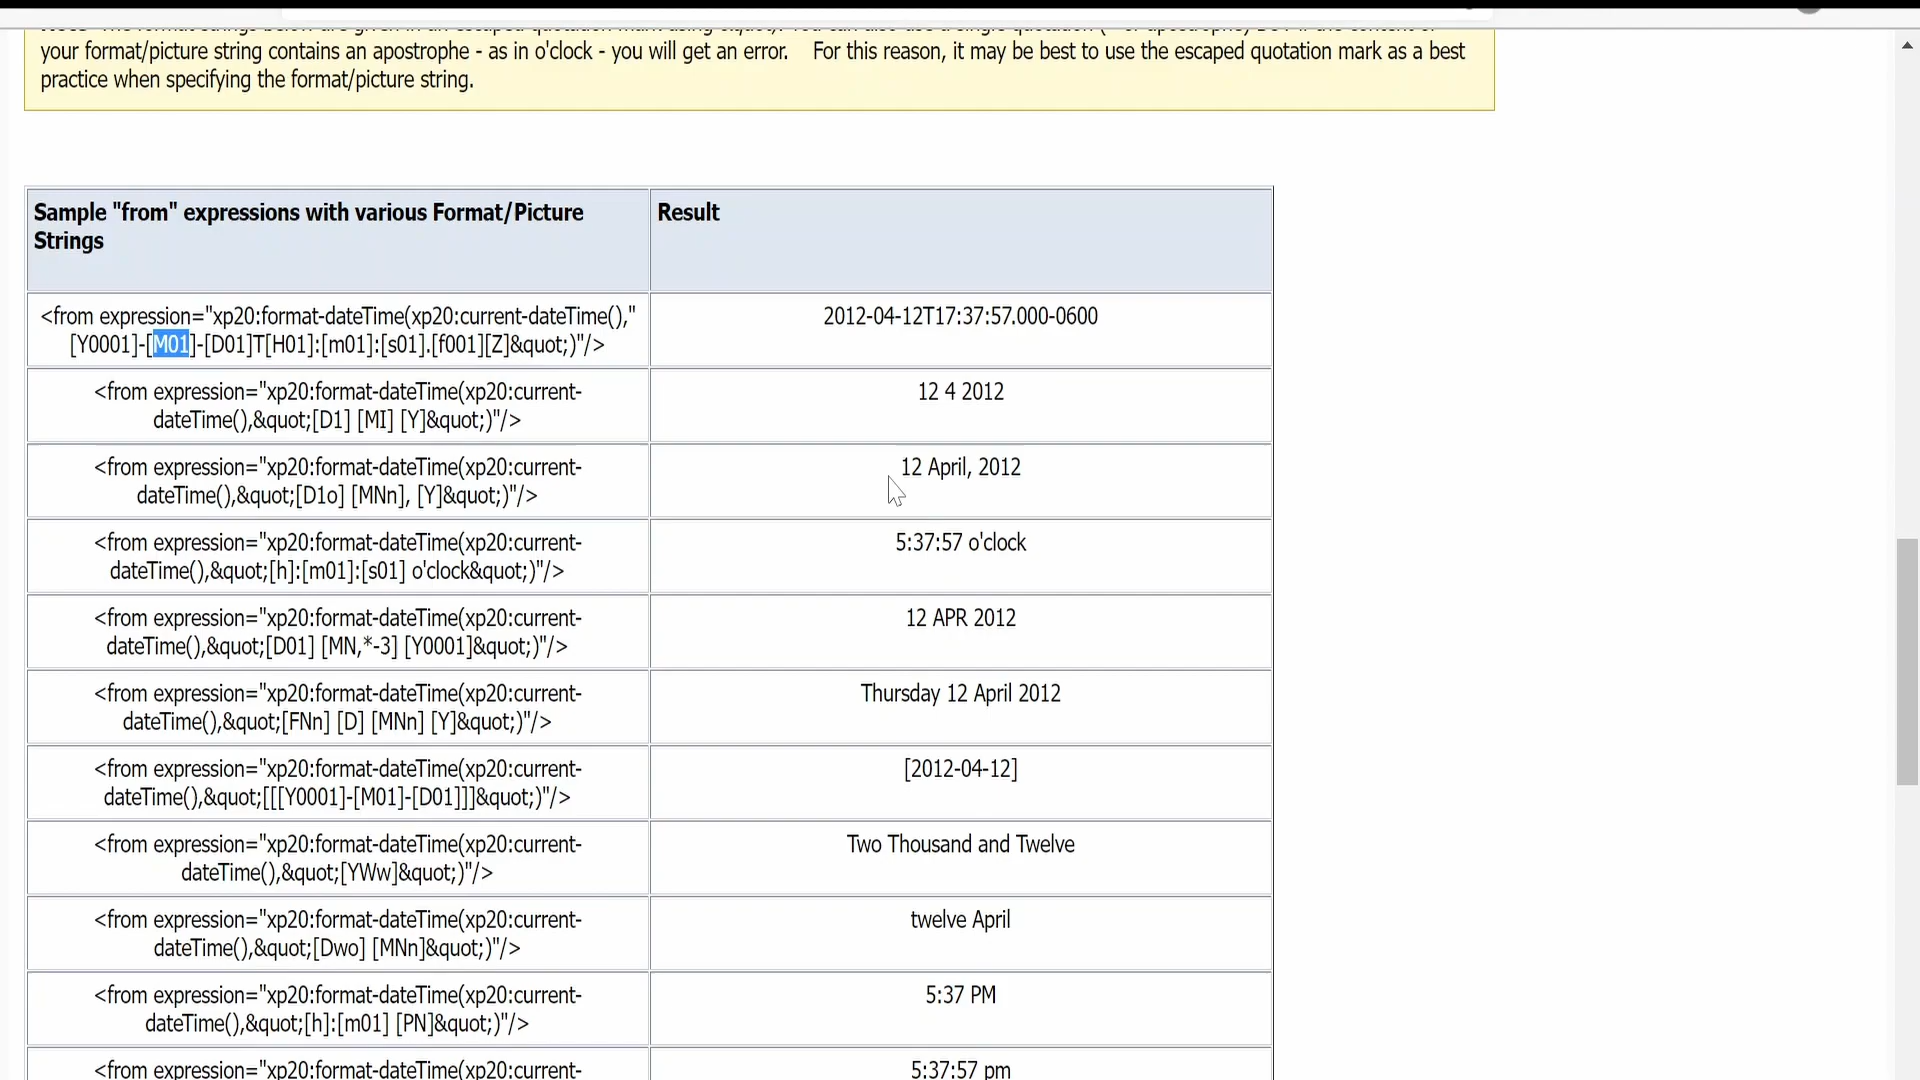 your format/picture string contains an apostrophe - as in o'clock - you will get an error. For this reason, it may be best to use the escaped quotation mark as a best
practice when specifying the format/picture string.
Sample "from" expressions with various Format/Picture
Strings
Result
<from expression="xp20:format-dateTime(xp20:current-dateTime(),"
[Y0001]-[M01]-[D01]T[H01]:[m01]:[s01].[f001][Z]&quot;)"/>
2012-04-12T17:37:57.000-0600
<from expression="xp20:format-dateTime(xp20:current-
dateTime(),&quot;[D1] [MI] [Y]&quot;)"/>
12 4 2012
<from expression="xp20:format-dateTime(xp20:current-
dateTime(),&quot;[D1o] [MNn], [Y]&quot;)"/>
12 April, 2012
<from expression="xp20:format-dateTime(xp20:current-
dateTime(),&quot;[h]:[m01]:[s01] o'clock&quot;)"/>
5:37:57 o'clock
<from expression="xp20:format-dateTime(xp20:current-
dateTime(),&quot;[D01] [MN,*-3] [Y0001]&quot;)"/>
12 APR 2012
<from expression="xp20:format-dateTime(xp20:current-
dateTime(),&quot;[FNn] [D] [MNn] [Y]&quot;)"/>
Thursday 12 April 2012
<from expression="xp20:format-dateTime(xp20:current-
dateTime(),&quot;[[[Y0001]-[M01]-[D01]]]&quot;)"/>
[2012-04-12]
<from expression="xp20:format-dateTime(xp20:current-
dateTime(),&quot;[YWw]&quot;)"/>
Two Thousand and Twelve
<from expression="xp20:format-dateTime(xp20:current-
dateTime(),&quot;[Dwo] [MNn]&quot;)"/>
twelve April
<from expression="xp20:format-dateTime(xp20:current-
dateTime(),&quot;[h]:[m01] [PN]&quot;)"/>
5:37 PM
<from expression="xp20:format-dateTime(xp20:current-
5:37:57 pm